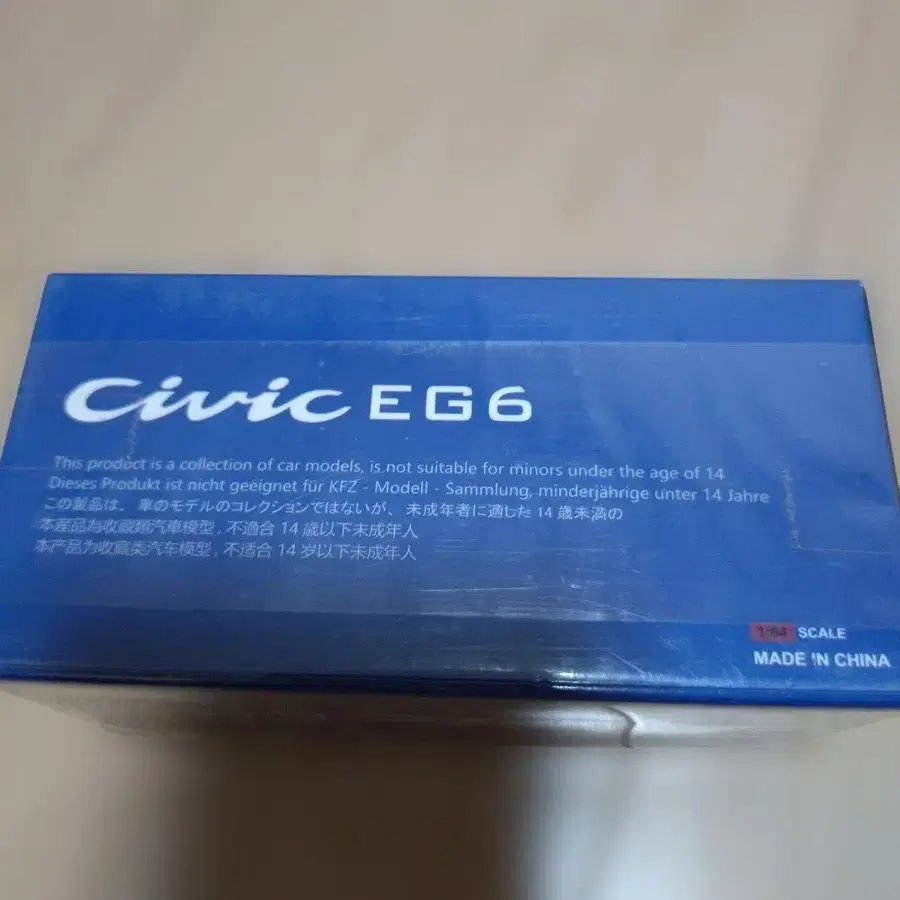 Civic EG6
This product is a collection of car models, is not suitable for minors under the age of 14
Dieses Produkt ist nicht geeignet für KFZ - Modell - Sammlung, minderjährige unter 14 Jahre
この製品は、車のモデルのコレクションではないが、未成年者に適した 14 歳未満の
本産品為收藏類汽車模型, 不適合 14 歲以下未成年人
本产品为收藏类汽车模型, 不适合 14 岁以下未成年人
1:64 SCALE
MADE IN CHINA